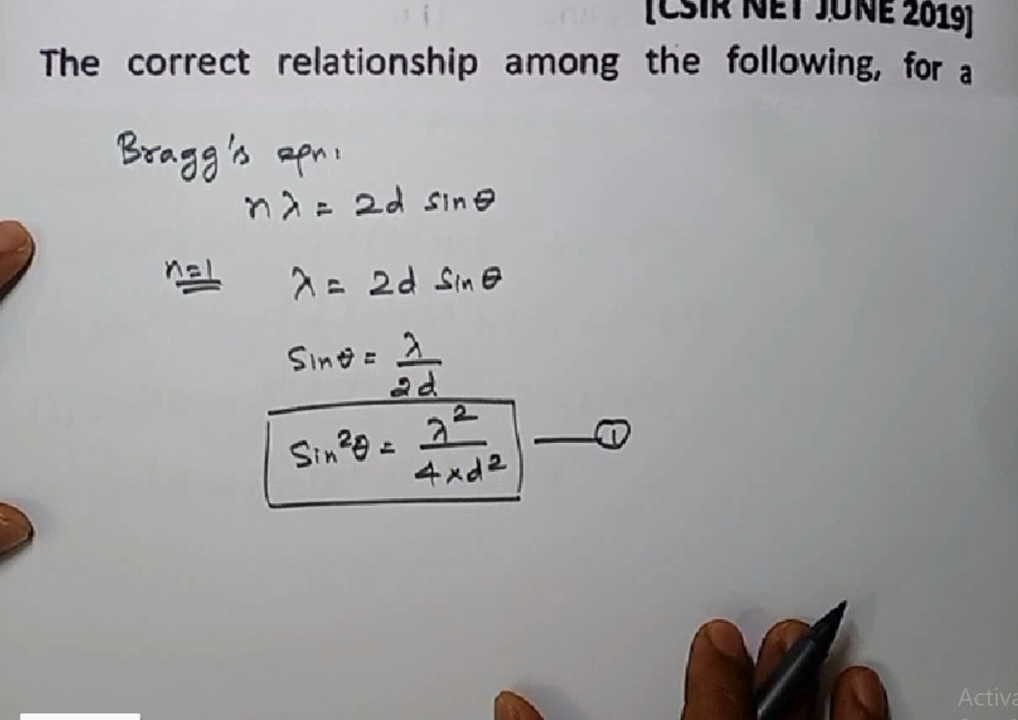 [CSIR NET JUNE 2019]
The correct relationship among the following, for a
Bragg's eqn:
nλ = 2d sinθ
n=1 λ = 2d sinθ
sinθ = λ/2d
Sin²θ = λ²/4×d² — ①
Activa